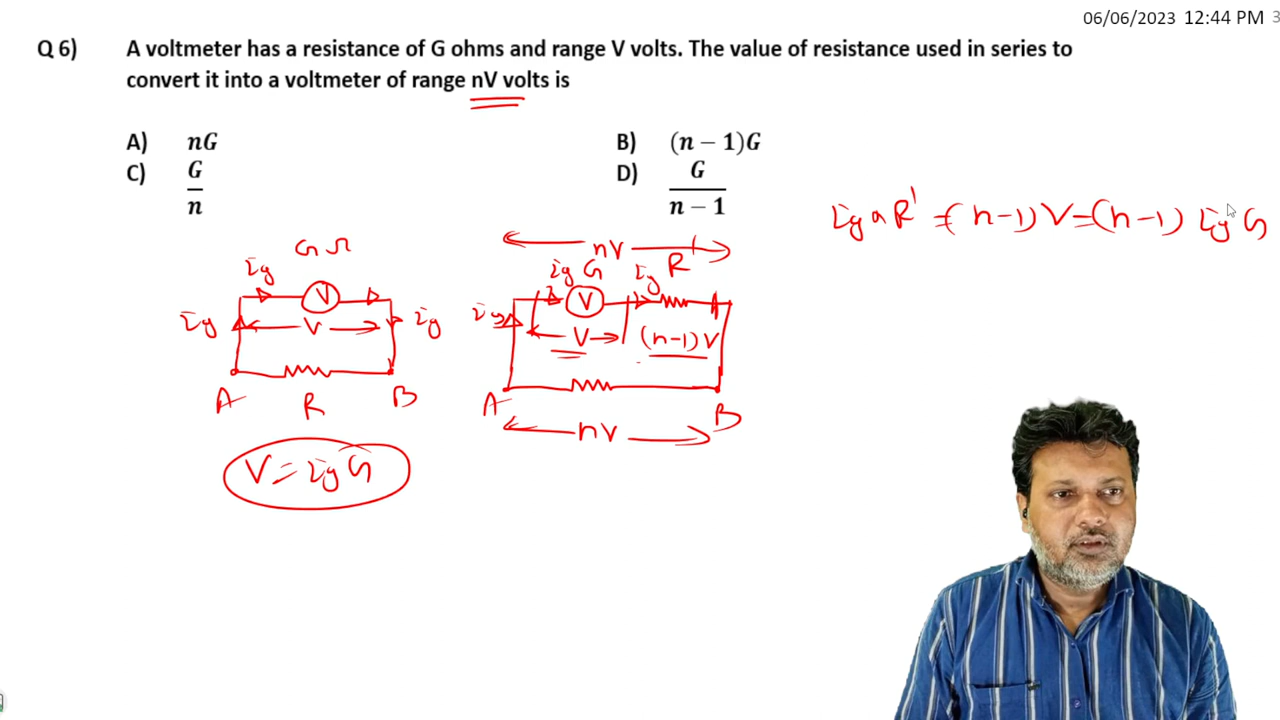 06/06/2023 12:44 PM 3
Q 6) A voltmeter has a resistance of G ohms and range V volts. The value of resistance used in series to
convert it into a voltmeter of range nV volts is
A) nG B) (n − 1)G
C) G/n D) G/(n − 1)
Ig R' = (n-1) V = (n-1) Ig G
G Ω
Ig
V
Ig V Ig
A R B
V = Ig G
nV
Ig G Ig R'
V
Ig V (n-1) V
A B
nV